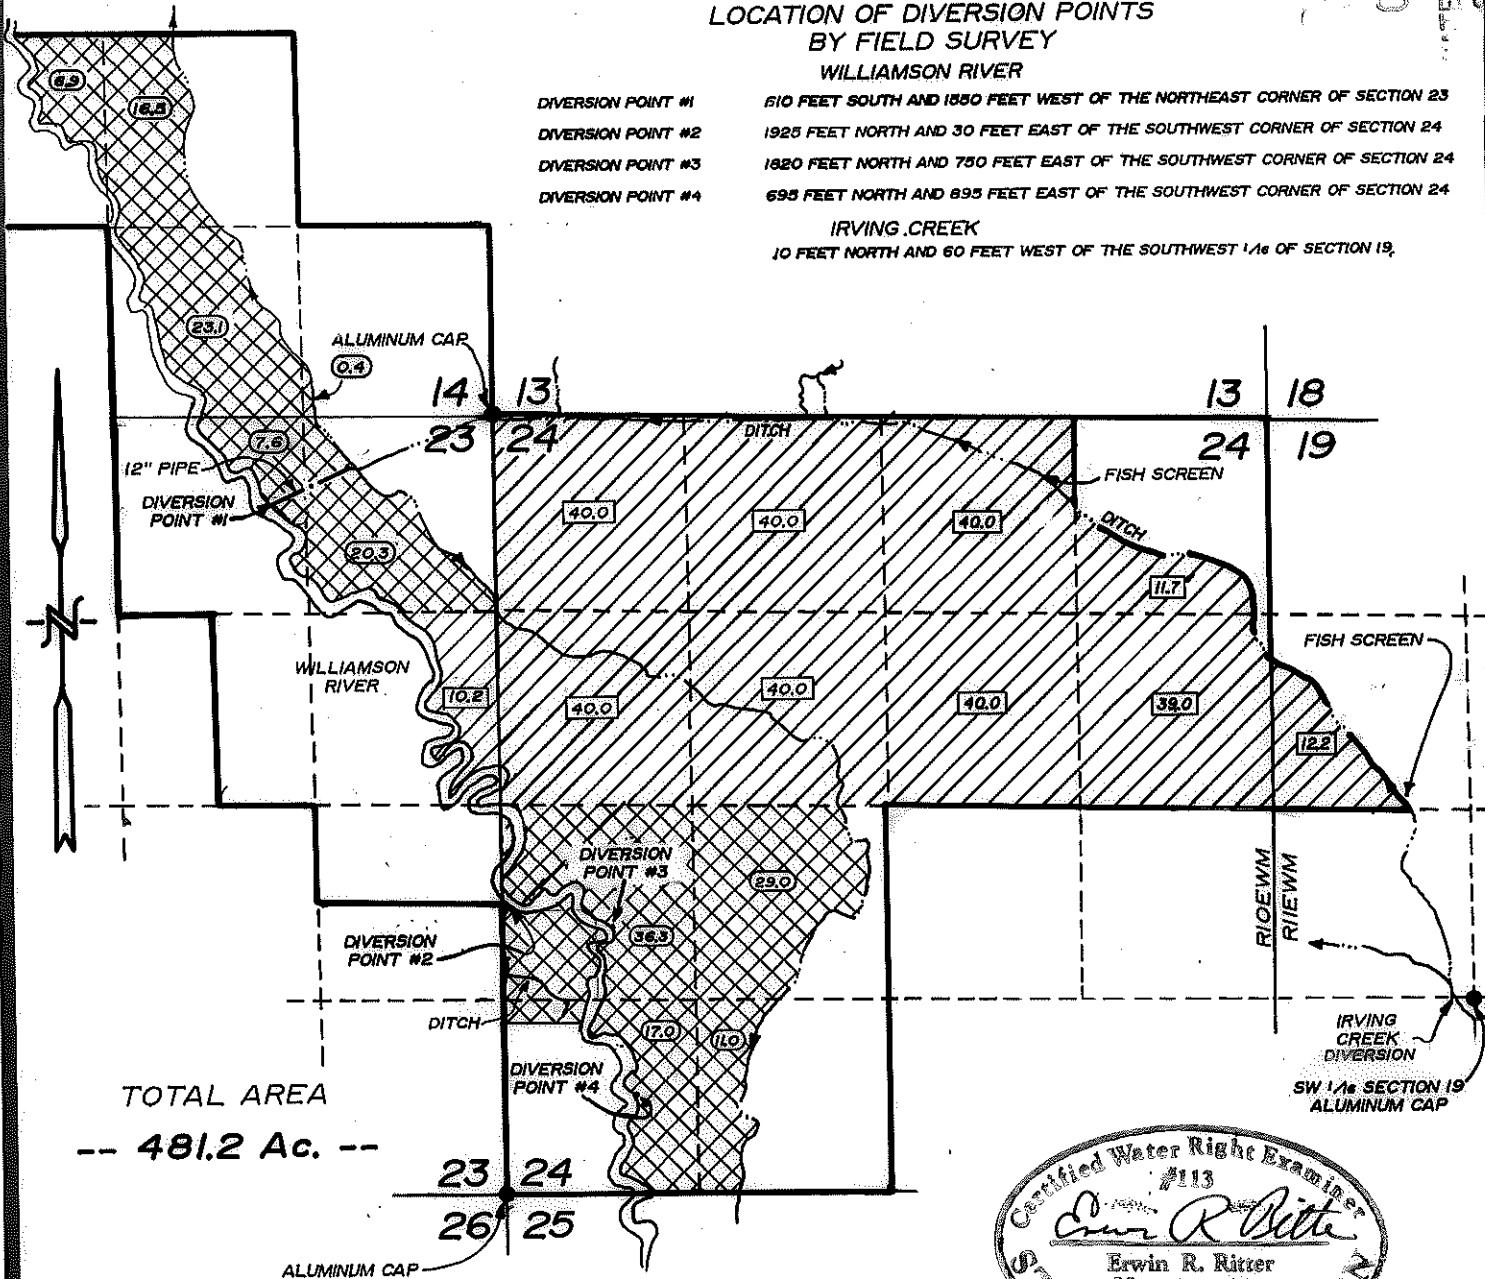 LOCATION OF DIVERSION POINTS
BY FIELD SURVEY
WILLIAMSON RIVER
DIVERSION POINT #1 610 FEET SOUTH AND 1550 FEET WEST OF THE NORTHEAST CORNER OF SECTION 23
DIVERSION POINT #2 1925 FEET NORTH AND 30 FEET EAST OF THE SOUTHWEST CORNER OF SECTION 24
DIVERSION POINT #3 1820 FEET NORTH AND 750 FEET EAST OF THE SOUTHWEST CORNER OF SECTION 24
DIVERSION POINT #4 695 FEET NORTH AND 895 FEET EAST OF THE SOUTHWEST CORNER OF SECTION 24
IRVING CREEK
10 FEET NORTH AND 60 FEET WEST OF THE SOUTHWEST 1/16 OF SECTION 19
6.9
16.5
23.1
ALUMINUM CAP
0.4
14 13
23 24
13 18
24 19
DITCH
7.6
12" PIPE
DIVERSION
POINT #1
FISH SCREEN
40.0
40.0
40.0
DITCH
20.3
11.7
FISH SCREEN
WILLIAMSON
RIVER
10.2
40.0
40.0
40.0
39.0
12.2
DIVERSION
POINT #3
29.0
36.3
DIVERSION
POINT #2
R10EWM
R11EWM
DITCH
17.0
11.0
IRVING
CREEK
DIVERSION
DIVERSION
POINT #4
SW 1/16 SECTION 19
ALUMINUM CAP
TOTAL AREA
-- 481.2 Ac. --
23 24
26 25
ALUMINUM CAP
N
Certified Water Right Examiner
#113
Erwin R Ritter
Erwin R. Ritter